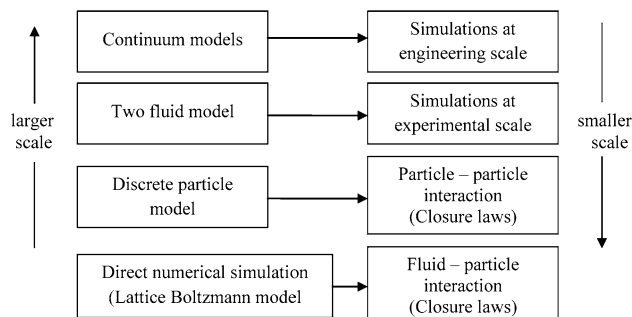 Continuum models
Simulations at
engineering scale
Two fluid model
Simulations at
experimental scale
larger
scale
smaller
scale
Discrete particle
model
Particle – particle
interaction
(Closure laws)
Direct numerical simulation
(Lattice Boltzmann model
Fluid – particle
interaction
(Closure laws)